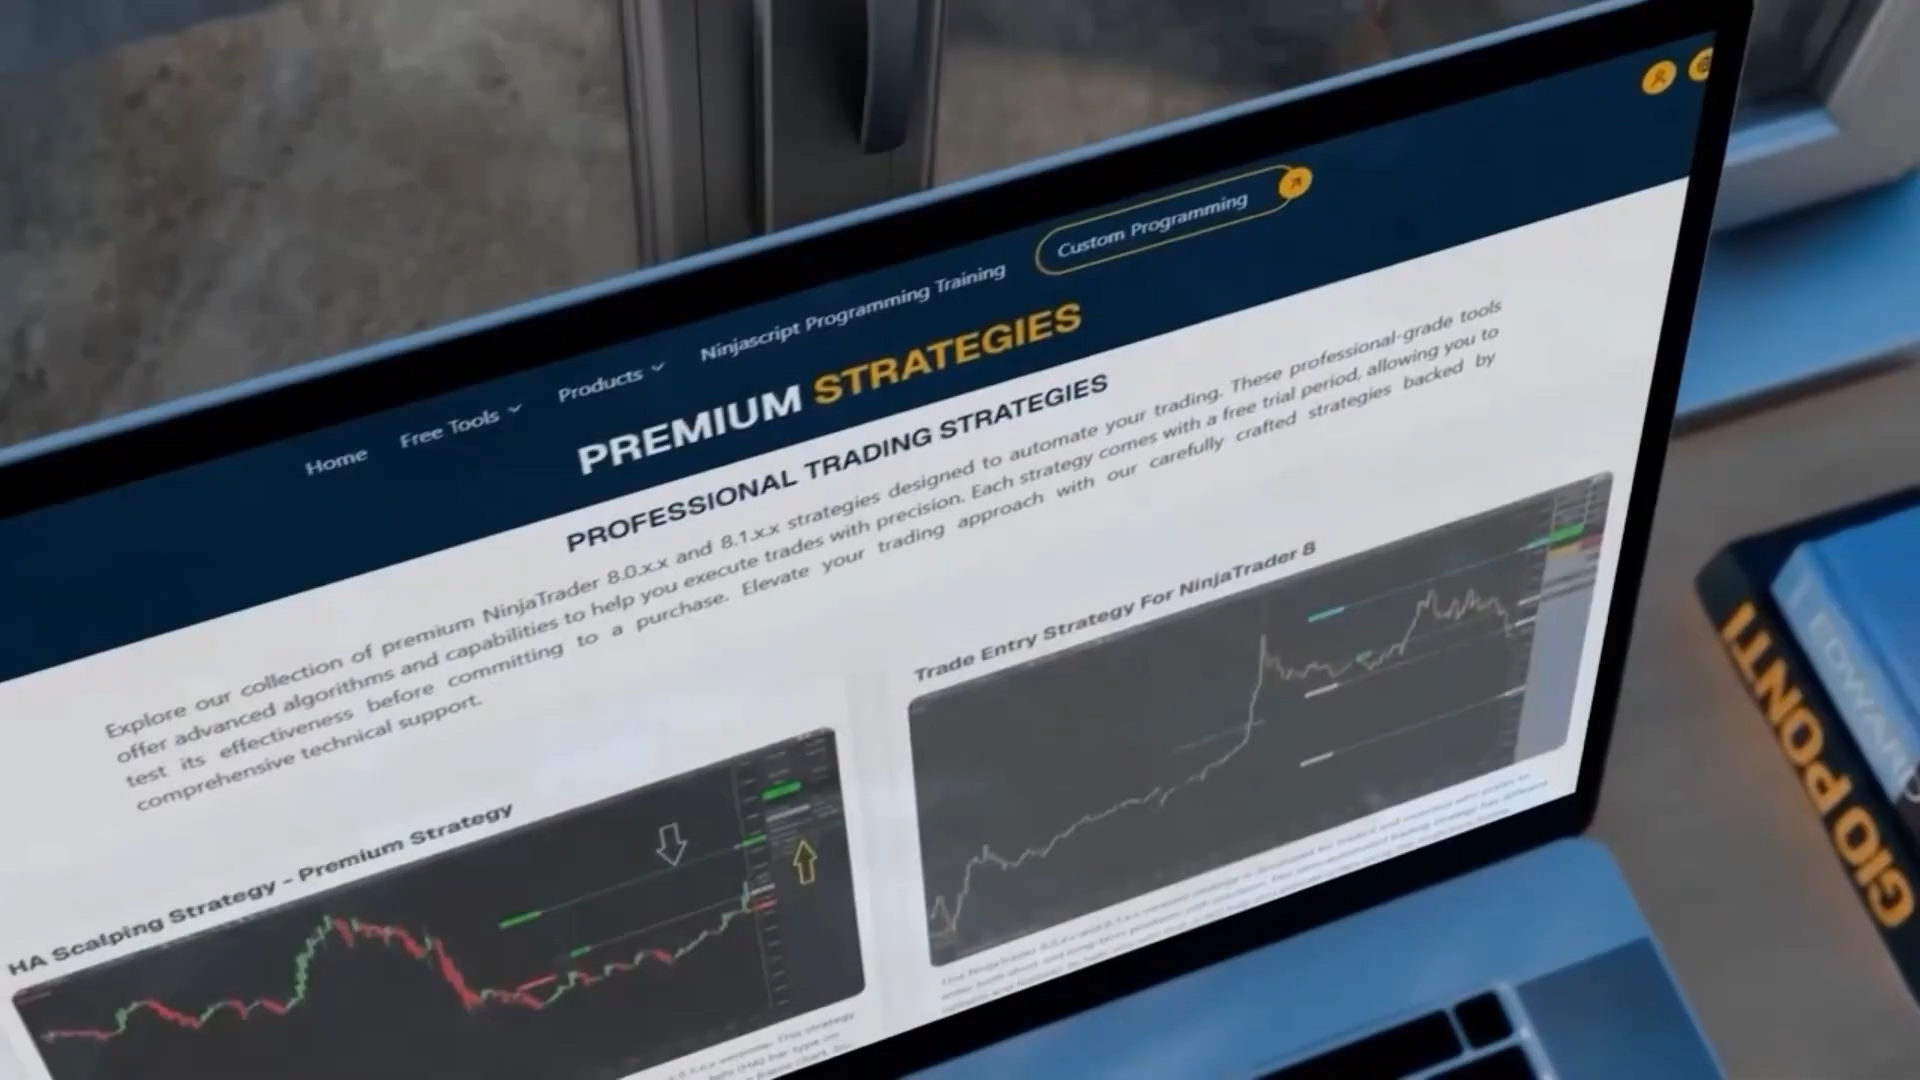 Home
Free Tools
Products
Ninjascript Programming Training
Custom Programming
PREMIUM STRATEGIES
PROFESSIONAL TRADING STRATEGIES
Explore our collection of premium NinjaTrader 8.0.x.x and 8.1.x.x strategies designed to automate your trading. These professional-grade tools
offer advanced algorithms and capabilities to help you execute trades with precision. Each strategy comes with a free trial period, allowing you to
test its effectiveness before committing to a purchase. Elevate your trading approach with our carefully crafted strategies backed by
comprehensive technical support.
HA Scalping Strategy - Premium Strategy
Trade Entry Strategy For NinjaTrader 8
GIO PONTI